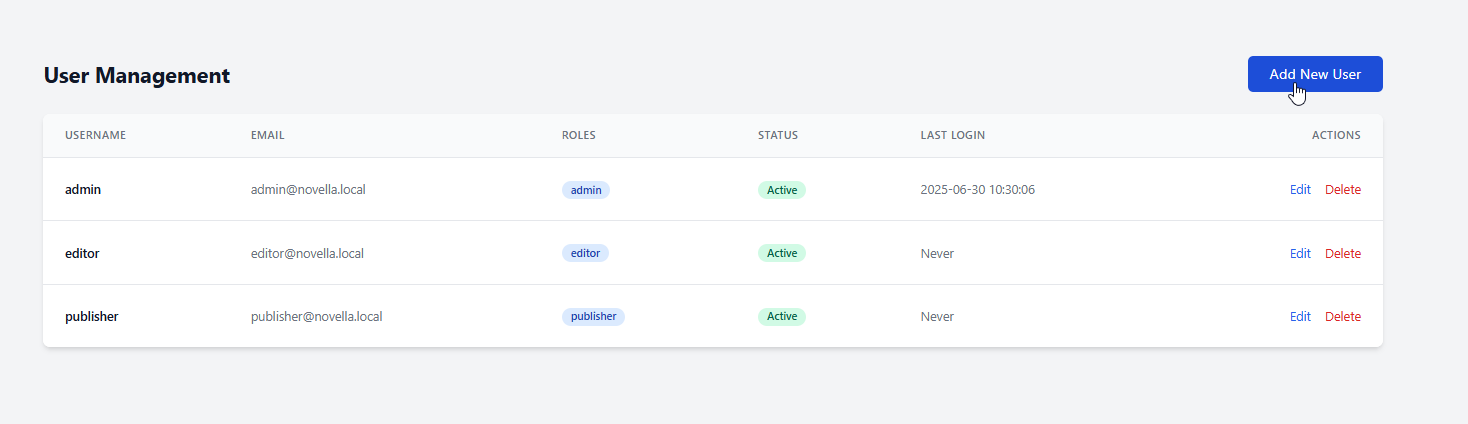 User Management
Add New User
USERNAME EMAIL ROLES STATUS LAST LOGIN ACTIONS
admin admin@novella.local admin Active 2025-06-30 10:30:06 Edit Delete
editor editor@novella.local editor Active Never Edit Delete
publisher publisher@novella.local publisher Active Never Edit Delete